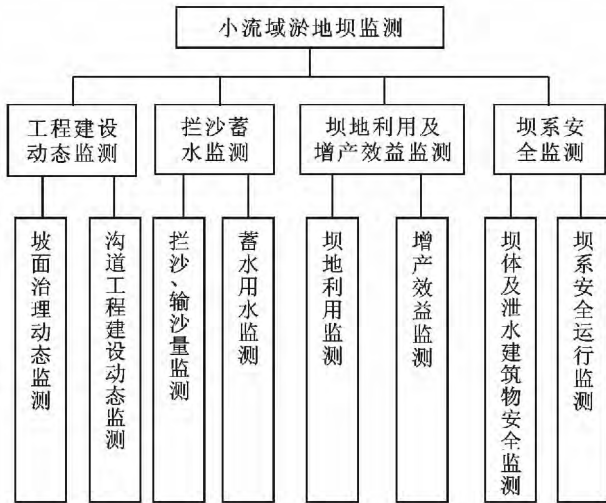 小流域淤地坝监测
工程建设
动态监测
拦沙蓄
水监测
坝地利用及
增产效益监测
坝系安
全监测
坡面治理动态监测
沟道工程建设动态监测
拦沙、输沙量监测
蓄水用水监测
坝地利用监测
增产效益监测
坝体及泄水建筑物安全监测
坝系安全运行监测